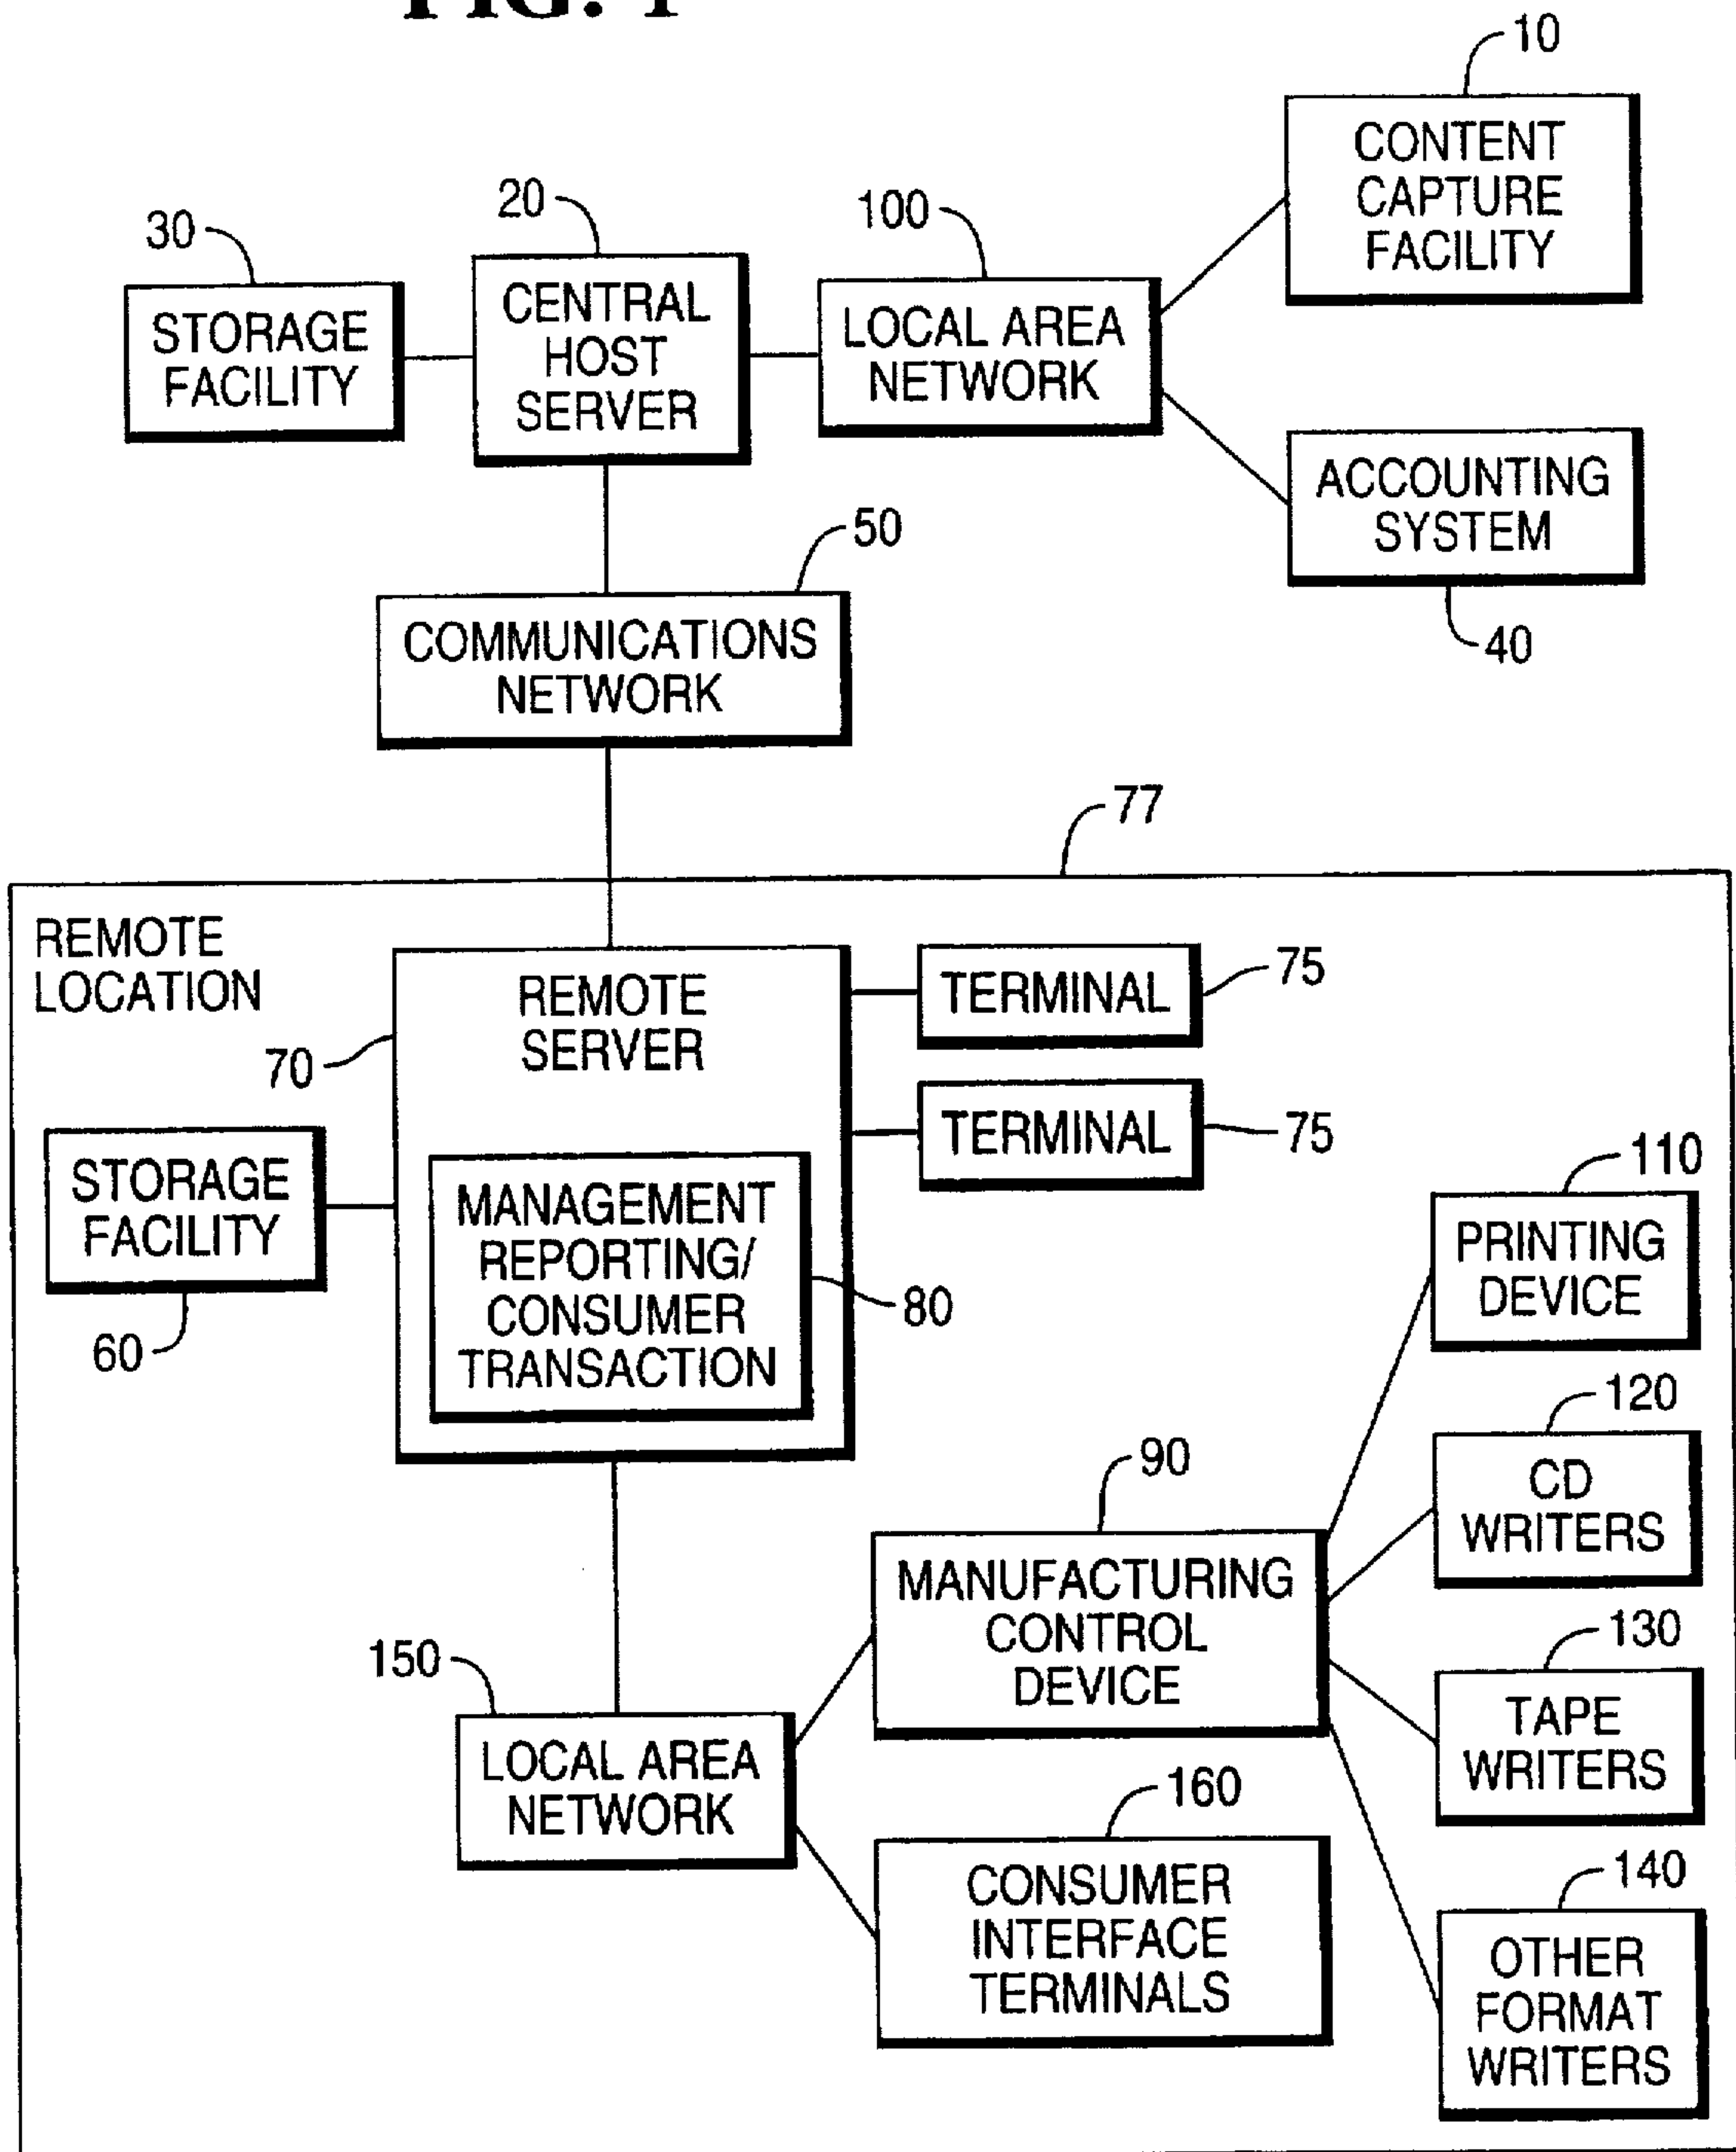 FIG. 1
10
CONTENT
CAPTURE
FACILITY
20
100
30
STORAGE
FACILITY
CENTRAL
HOST
SERVER
LOCAL AREA
NETWORK
ACCOUNTING
SYSTEM
40
50
COMMUNICATIONS
NETWORK
77
REMOTE
LOCATION
REMOTE
SERVER
70
TERMINAL
75
TERMINAL
75
STORAGE
FACILITY
60
MANAGEMENT
REPORTING/
CONSUMER
TRANSACTION
80
110
PRINTING
DEVICE
120
CD
WRITERS
90
MANUFACTURING
CONTROL
DEVICE
130
TAPE
WRITERS
150
LOCAL AREA
NETWORK
160
CONSUMER
INTERFACE
TERMINALS
140
OTHER
FORMAT
WRITERS